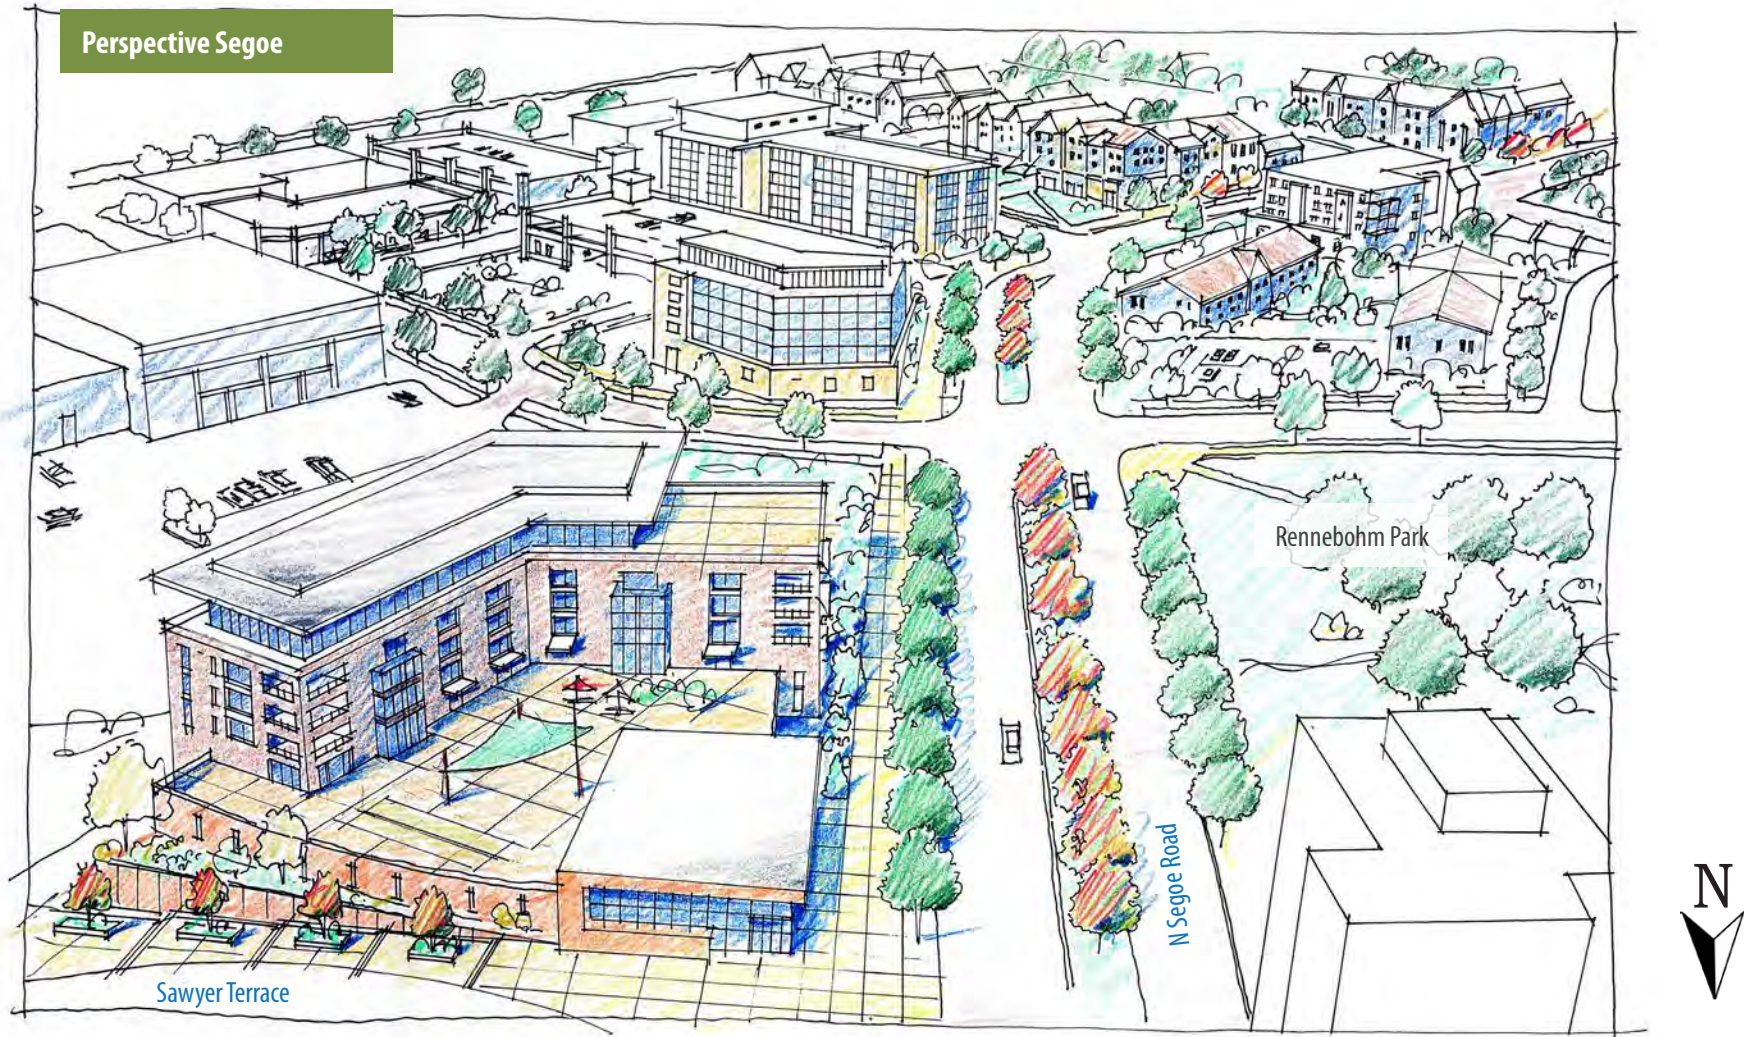 Perspective Segoe
Rennebohm Park
N Segoe Road
N
Sawyer Terrace